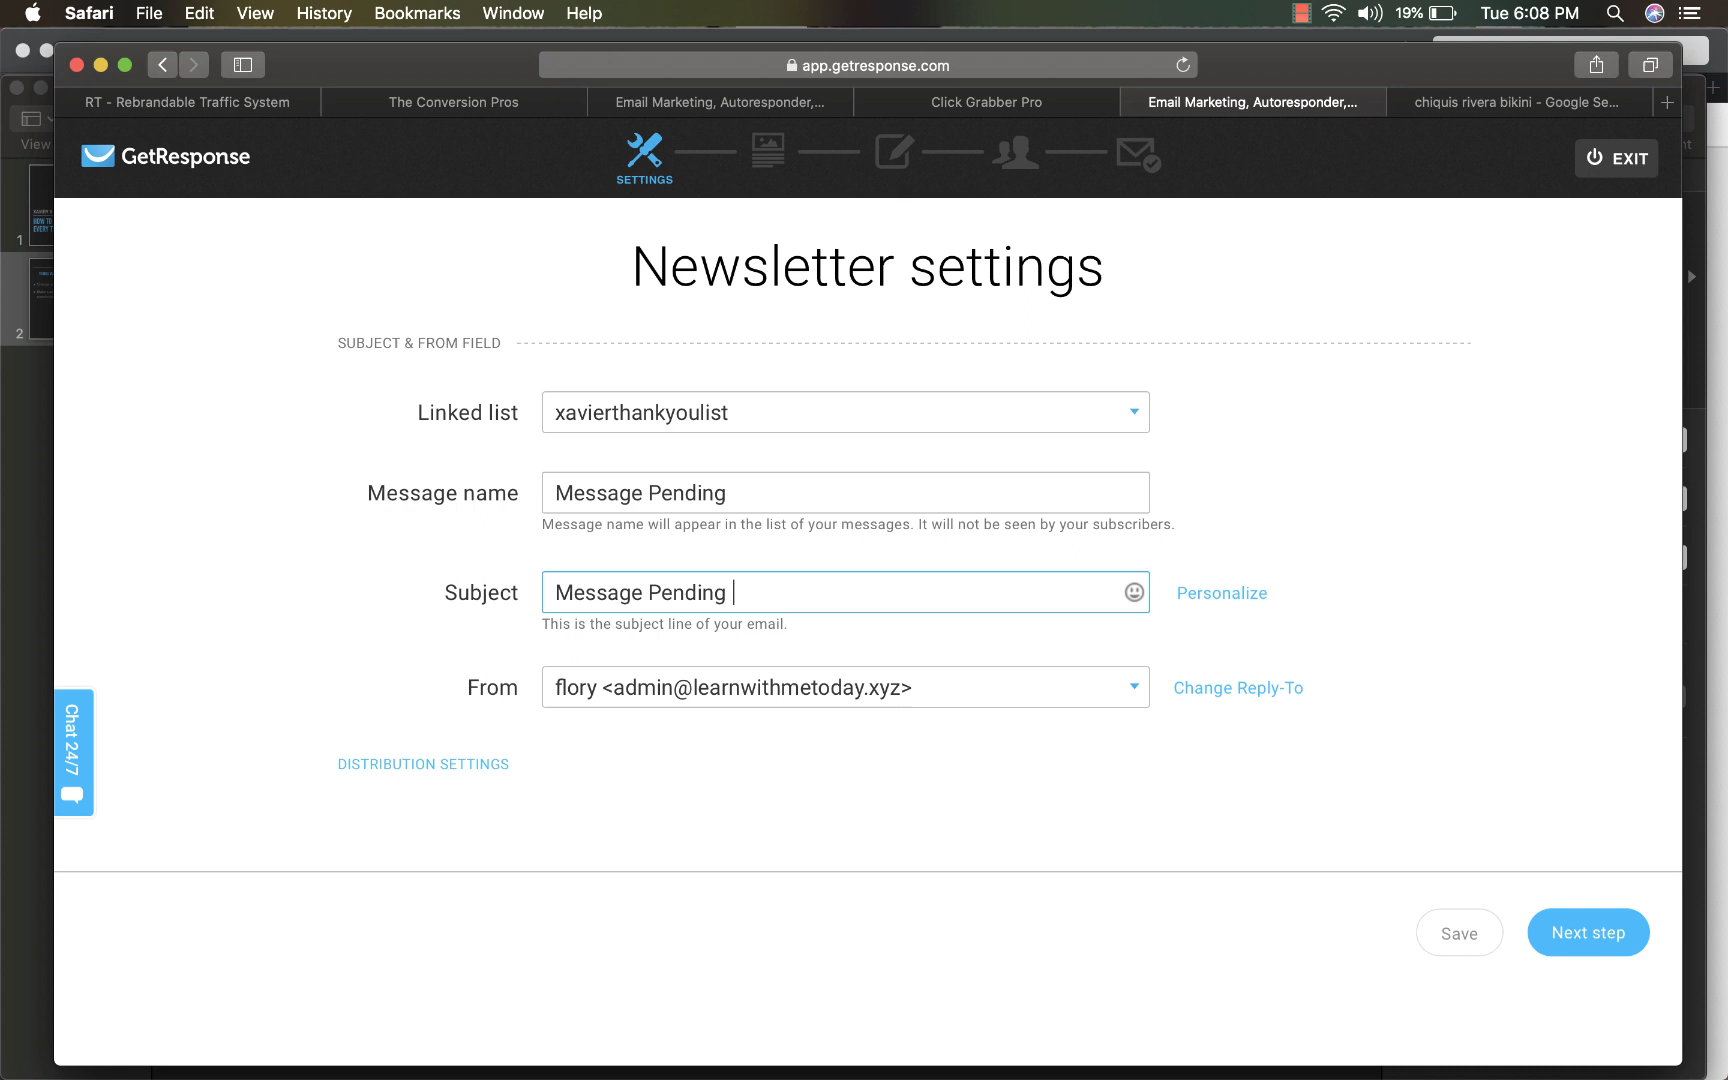 Safari File Edit View History Bookmarks Window Help 19% Tue 6:08 PM
app.getresponse.com
RT - Rebrandable Traffic System The Conversion Pros Email Marketing, Autoresponder,... Click Grabber Pro Email Marketing, Autoresponder,... chiquis rivera bikini - Google Se...
View
GetResponse
SETTINGS
EXIT
1
2
Newsletter settings
SUBJECT & FROM FIELD
Linked list xavierthankyoulist
Message name Message Pending
Message name will appear in the list of your messages. It will not be seen by your subscribers.
Subject Message Pending Personalize
This is the subject line of your email.
From flory <admin@learnwithmetoday.xyz> Change Reply-To
Chat 24/7
DISTRIBUTION SETTINGS
Save Next step